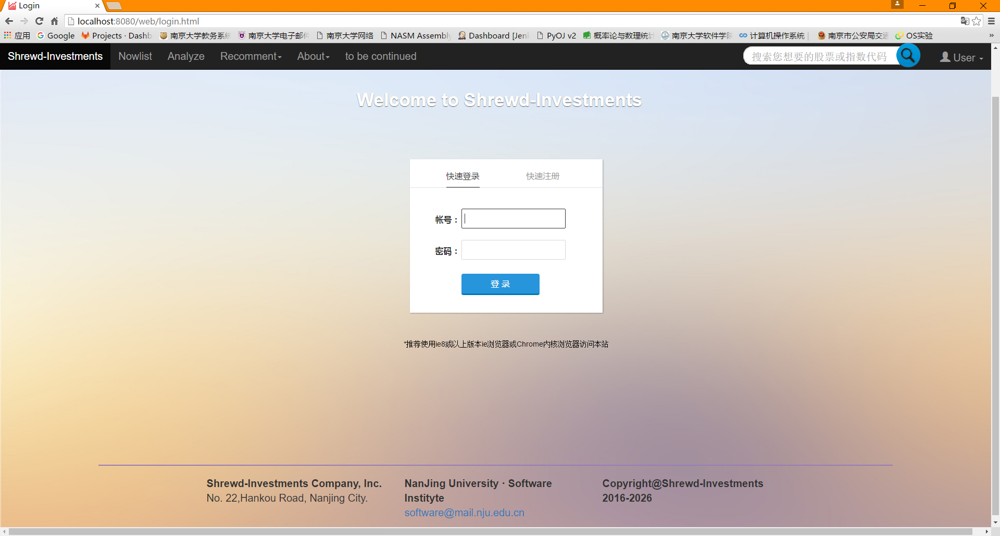 Login
localhost:8080/web/login.html
应用 Google Projects · Dashb 南京大学教务系统 南京大学电子邮件 南京大学网络 NASM Assembly Dashboard [Jen PyOJ v2 概率论与数理统计 南京大学软件学院 计算机操作系统 | 南京市公安局交通 OS实验 »
Shrewd-Investments Nowlist Analyze Recomment About to be continued 搜索您想要的股票或指数代码 User
Welcome to Shrewd-Investments
快速登录 快速注册
帐号：
密码：
登 录
*推荐使用ie8或以上版本ie浏览器或Chrome内核浏览器访问本站
Shrewd-Investments Company, Inc.
No. 22,Hankou Road, Nanjing City.
NanJing University · Software
Instityte
software@mail.nju.edu.cn
Copyright@Shrewd-Investments
2016-2026